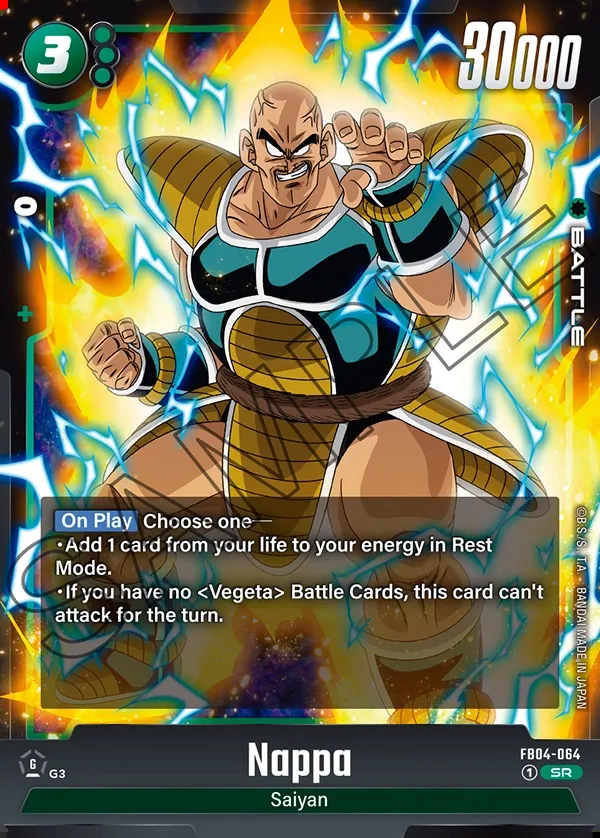 3
30000
0
+
BATTLE
SAMPLE
On Play Choose one—
・Add 1 card from your life to your energy in Rest
Mode.
・If you have no <Vegeta> Battle Cards, this card can't
attack for the turn.
©B.S./S., T.A. BANDAI MADE IN JAPAN
G
G3
Nappa
FB04-064
1 SR
Saiyan